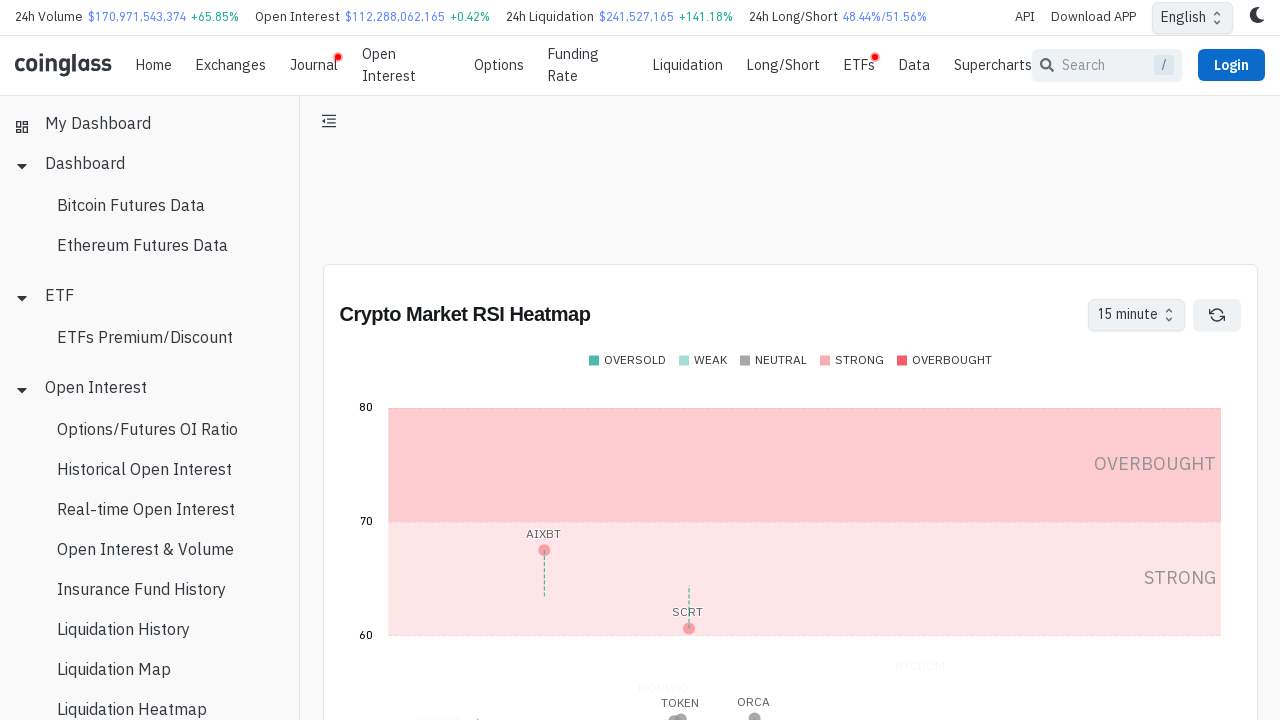 24h Volume $170,971,543,374 +65.85% Open Interest $112,288,062,165 +0.42% 24h Liquidation $241,527,165 +141.18% 24h Long/Short 48.44%/51.56% API Download APP English
coinglass Home Exchanges Journal Open Interest Options Funding Rate Liquidation Long/Short ETFs Data Supercharts Search / Login
My Dashboard
Dashboard
Bitcoin Futures Data
Ethereum Futures Data
ETF
ETFs Premium/Discount
Open Interest
Options/Futures OI Ratio
Historical Open Interest
Real-time Open Interest
Open Interest & Volume
Insurance Fund History
Liquidation History
Liquidation Map
Liquidation Heatmap
Crypto Market RSI Heatmap 15 minute
OVERSOLD WEAK NEUTRAL STRONG OVERBOUGHT
80
OVERBOUGHT
70
AIXBT
STRONG
SCRT
60
BTCDOM
MORPHO
TOKEN ORCA